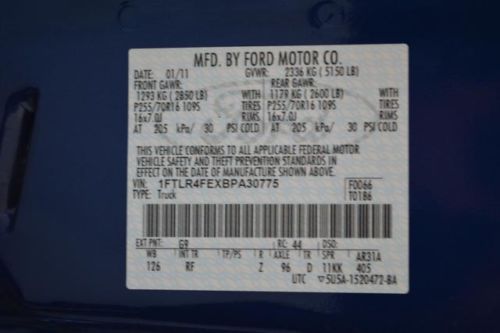 MFD. BY FORD MOTOR CO.
DATE: 01/11 GVWR: 2336 KG ( 5150 LB)
FRONT GAWR: REAR GAWR:
1293 KG ( 2850 LB) WITH 1179 KG ( 2600 LB) WITH
P255/70R16 109S TIRES P255/70R16 109S TIRES
16x7.0J RIMS 16x7.0J RIMS
AT 205 kPa/ 30 PSI COLD AT 205 kPa/ 30 PSI COLD
THIS VEHICLE CONFORMS TO ALL APPLICABLE FEDERAL MOTOR
VEHICLE SAFETY AND THEFT PREVENTION STANDARDS IN
EFFECT ON THE DATE OF MANUFACTURE SHOWN ABOVE.
VIN: 1FTLR4FEXBPA30775 F0066
TYPE: Truck T0186
EXT PNT: G9 RC: 44 DSO:
WB INT TR TP/PS R AXLE TR SPR AR31A
126 RF Z 96 D 11KK 405
UTC ▽5U5A-1520472-BA